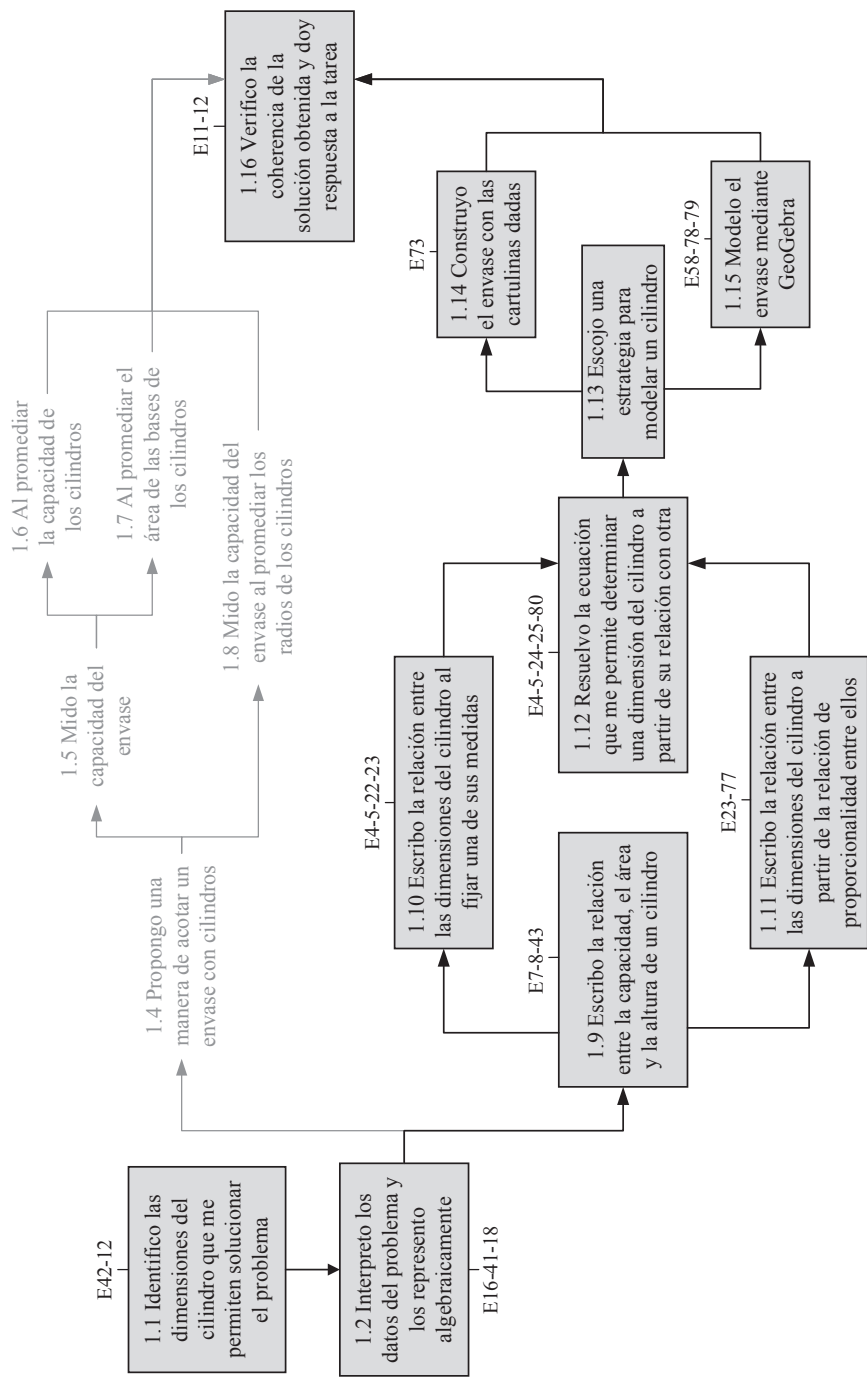 E42-12
1.1 Identifico las
dimensiones del
cilindro que me
permiten solucionar
el problema
1.2 Interpreto los
datos del problema y
los represento
algebraicamente
E16-41-18
1.4 Propongo una
manera de acotar un
envase con cilindros
1.5 Mido la
capacidad del
envase
1.6 Al promediar
la capacidad de
los cilindros
1.7 Al promediar el
área de las bases de
los cilindros
1.8 Mido la capacidad del
envase al promediar los
radios de los cilindros
E7-8-43
1.9 Escribo la relación
entre la capacidad, el área
y la altura de un cilindro
E4-5-22-23
1.10 Escribo la relación entre
las dimensiones del cilindro al
fijar una de sus medidas
E23-77
1.11 Escribo la relación entre
las dimensiones del cilindro a
partir de la relación de
proporcionalidad entre ellos
E4-5-24-25-80
1.12 Resuelvo la ecuación
que me permite determinar
una dimensión del cilindro a
partir de su relación con otra
1.13 Escojo una
estrategia para
modelar un cilindro
E73
1.14 Construyo
el envase con las
cartulinas dadas
E58-78-79
1.15 Modelo el
envase mediante
GeoGebra
E11-12
1.16 Verifico la
coherencia de la
solución obtenida y doy
respuesta a la tarea